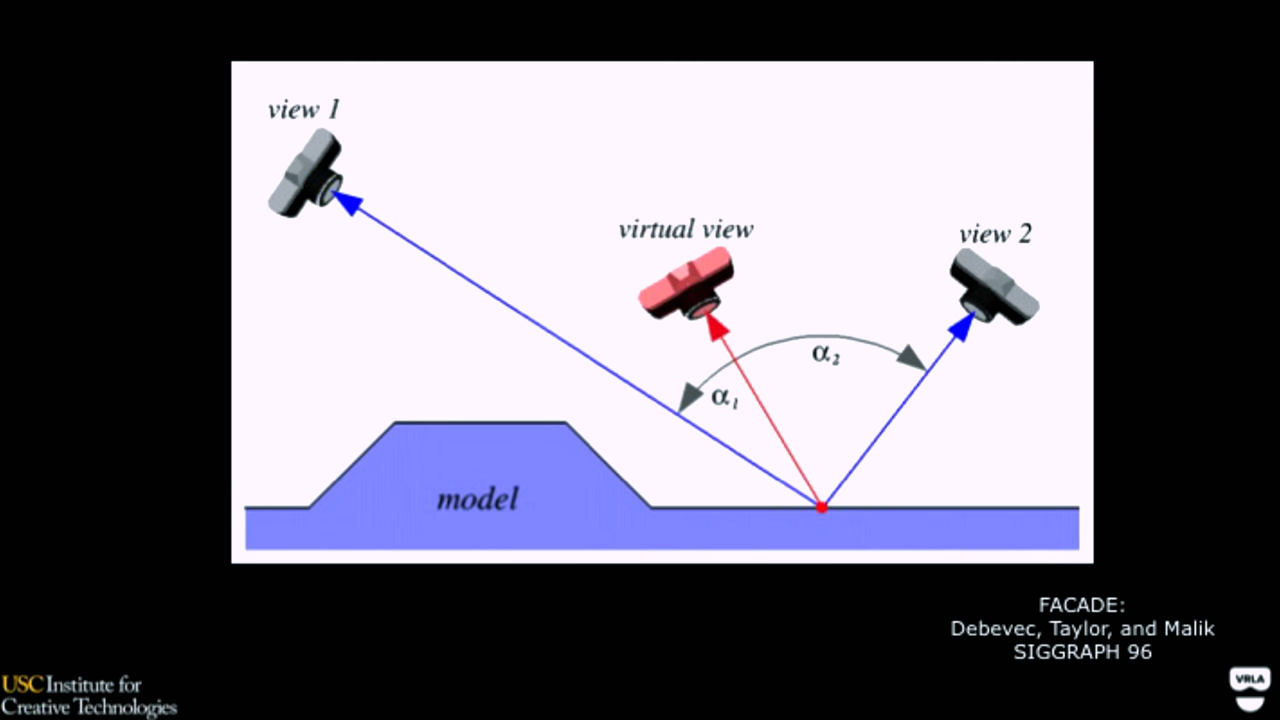 view 1
virtual view
view 2
α₂
α₁
model
FACADE:
Debevec, Taylor, and Malik
SIGGRAPH 96
USC Institute for
Creative Technologies
VRLA